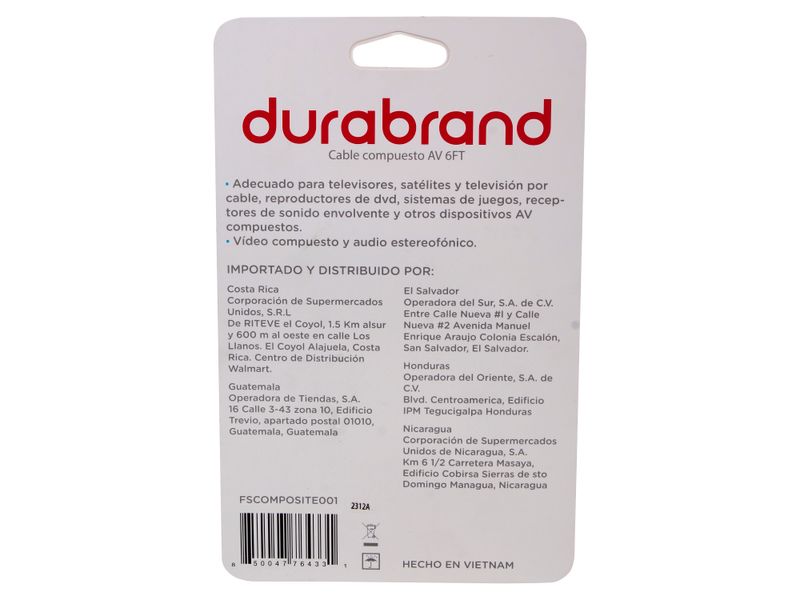 durabrand
Cable compuesto AV 6FT
• Adecuado para televisores, satélites y televisión por
cable, reproductores de dvd, sistemas de juegos, recep-
tores de sonido envolvente y otros dispositivos AV
compuestos.
• Vídeo compuesto y audio estereofónico.
IMPORTADO Y DISTRIBUIDO POR:
Costa Rica
Corporación de Supermercados
Unidos, S.R.L
De RITEVE el Coyol, 1.5 Km alsur
y 600 m al oeste en calle Los
Llanos. El Coyol Alajuela, Costa
Rica. Centro de Distribución
Walmart.
Guatemala
Operadora de Tiendas, S.A.
16 Calle 3-43 zona 10, Edificio
Trevio, apartado postal 01010,
Guatemala, Guatemala
El Salvador
Operadora del Sur, S.A. de C.V.
Entre Calle Nueva #1 y Calle
Nueva #2 Avenida Manuel
Enrique Araujo Colonia Escalón,
San Salvador, El Salvador.
Honduras
Operadora del Oriente, S.A. de
C.V.
Blvd. Centroamerica, Edificio
IPM Tegucigalpa Honduras
Nicaragua
Corporación de Supermercados
Unidos de Nicaragua, S.A.
Km 6 1/2 Carretera Masaya,
Edificio Cobirsa Sierras de sto
Domingo Managua, Nicaragua
FSCOMPOSITE001
2312A
8 50047 76433 1
HECHO EN VIETNAM